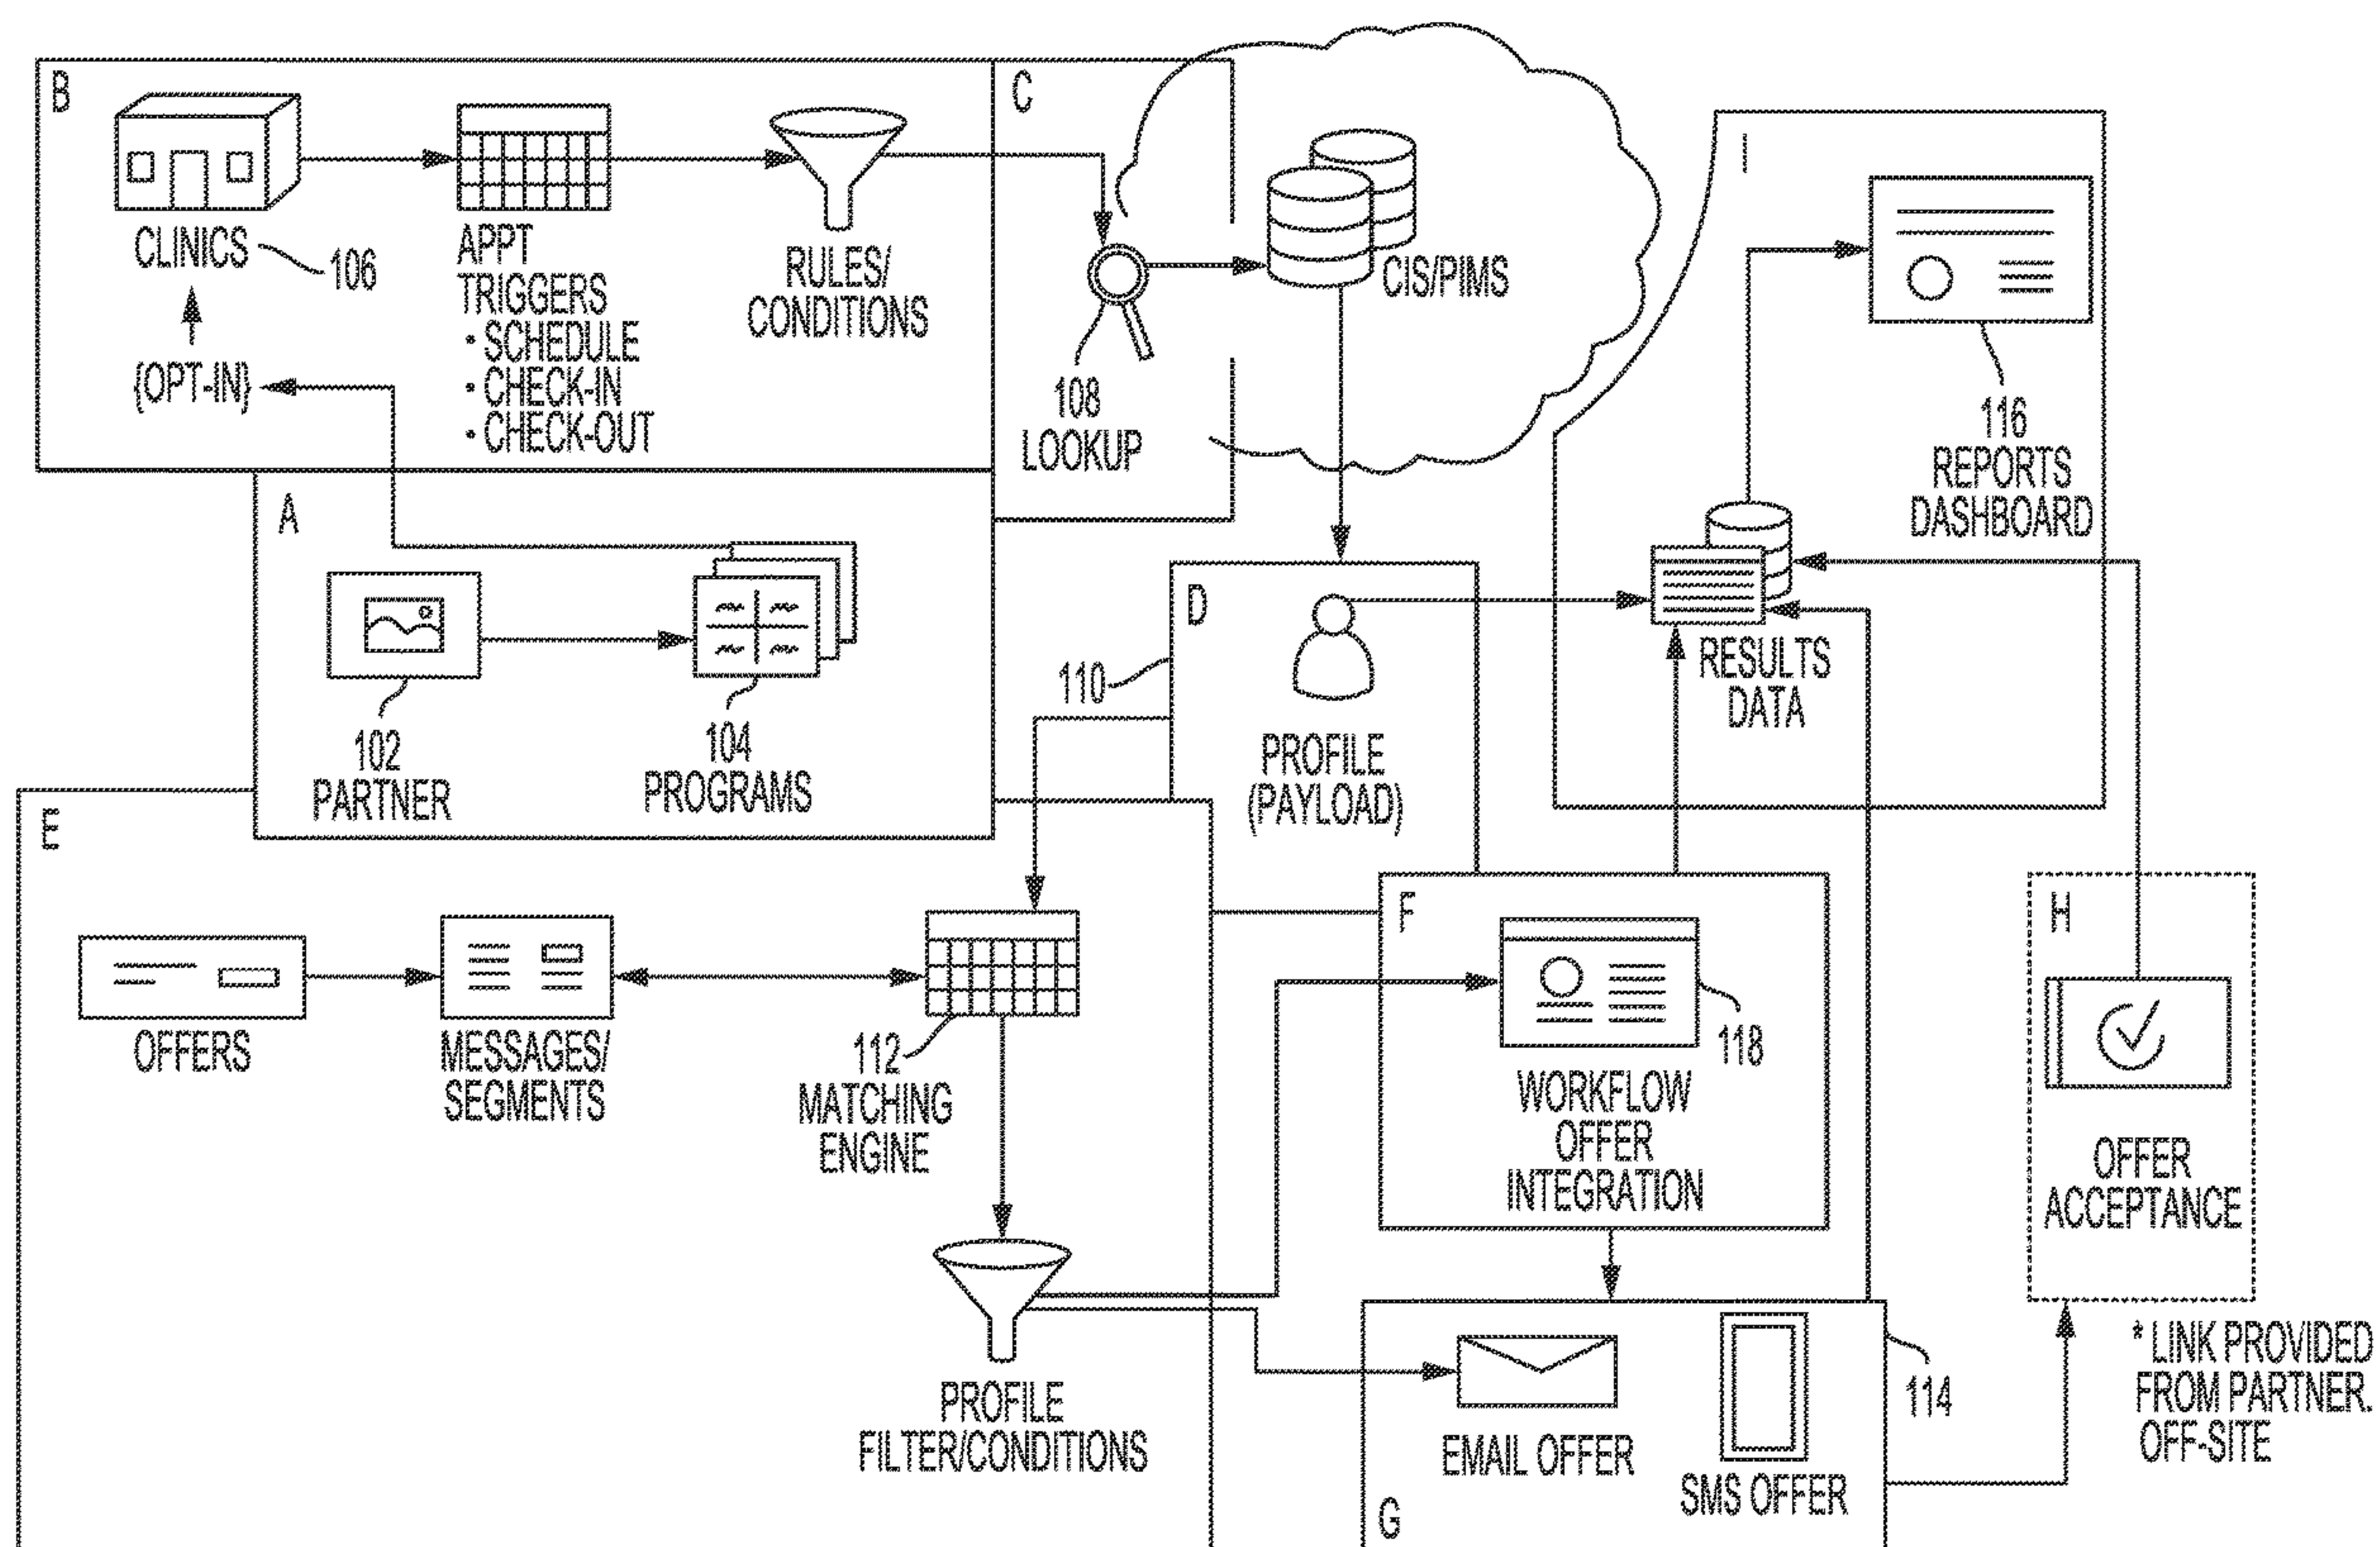 B
CLINICS
106
{OPT-IN}
APPT
TRIGGERS
• SCHEDULE
• CHECK-IN
• CHECK-OUT
RULES/
CONDITIONS
C
108
LOOKUP
CIS/PIMS
I
116
REPORTS
DASHBOARD
RESULTS
DATA
A
102
PARTNER
104
PROGRAMS
D
110
PROFILE
(PAYLOAD)
E
OFFERS
MESSAGES/
SEGMENTS
112
MATCHING
ENGINE
PROFILE
FILTER/CONDITIONS
F
118
WORKFLOW
OFFER
INTEGRATION
H
OFFER
ACCEPTANCE
* LINK PROVIDED
FROM PARTNER.
OFF-SITE
114
EMAIL OFFER
SMS OFFER
G